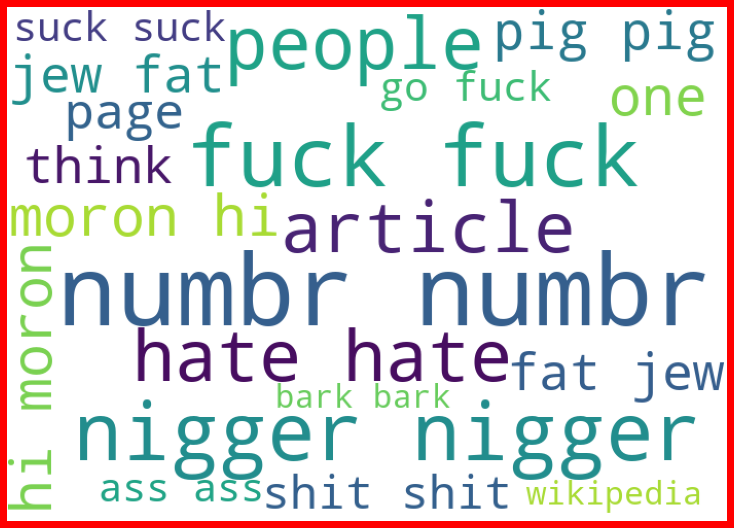 suck suck
people
pig pig
jew fat
go fuck
one
page
think
fuck fuck
moron hi
article
hi moron
numbr numbr
hate hate
fat jew
bark bark
nigger nigger
ass ass
shit shit
wikipedia